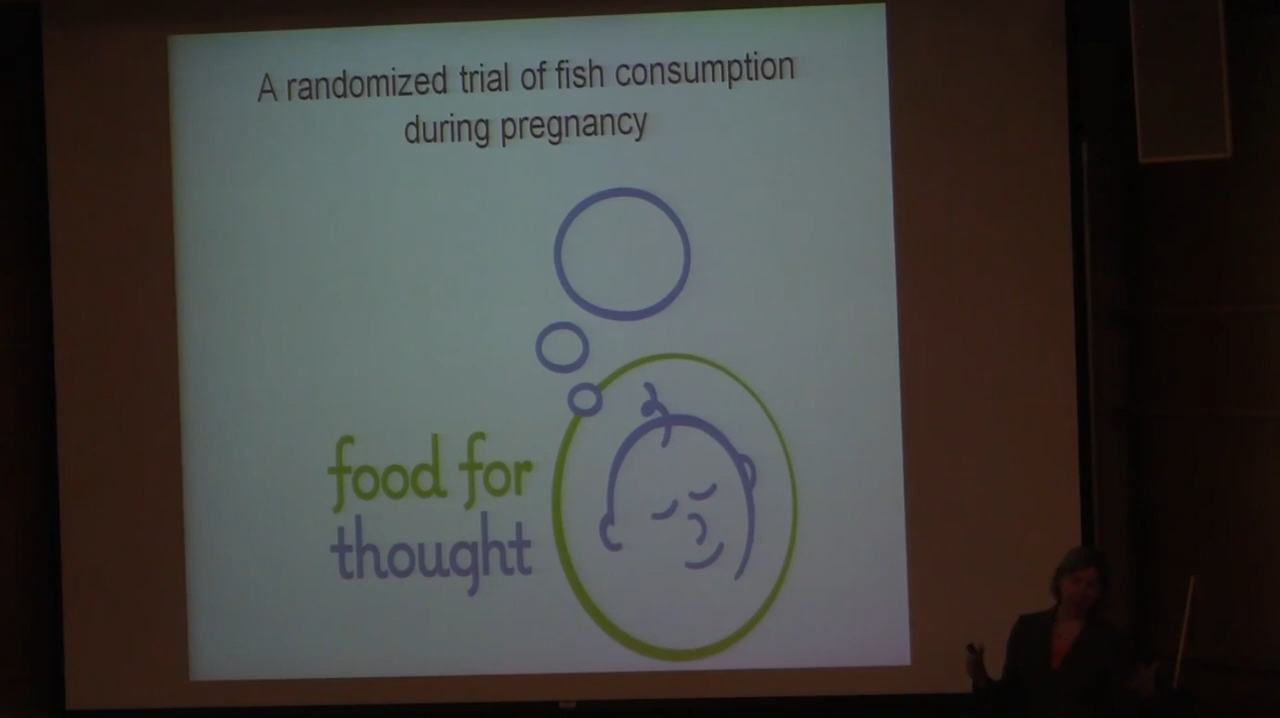 A randomized trial of fish consumption
during pregnancy
food for
thought